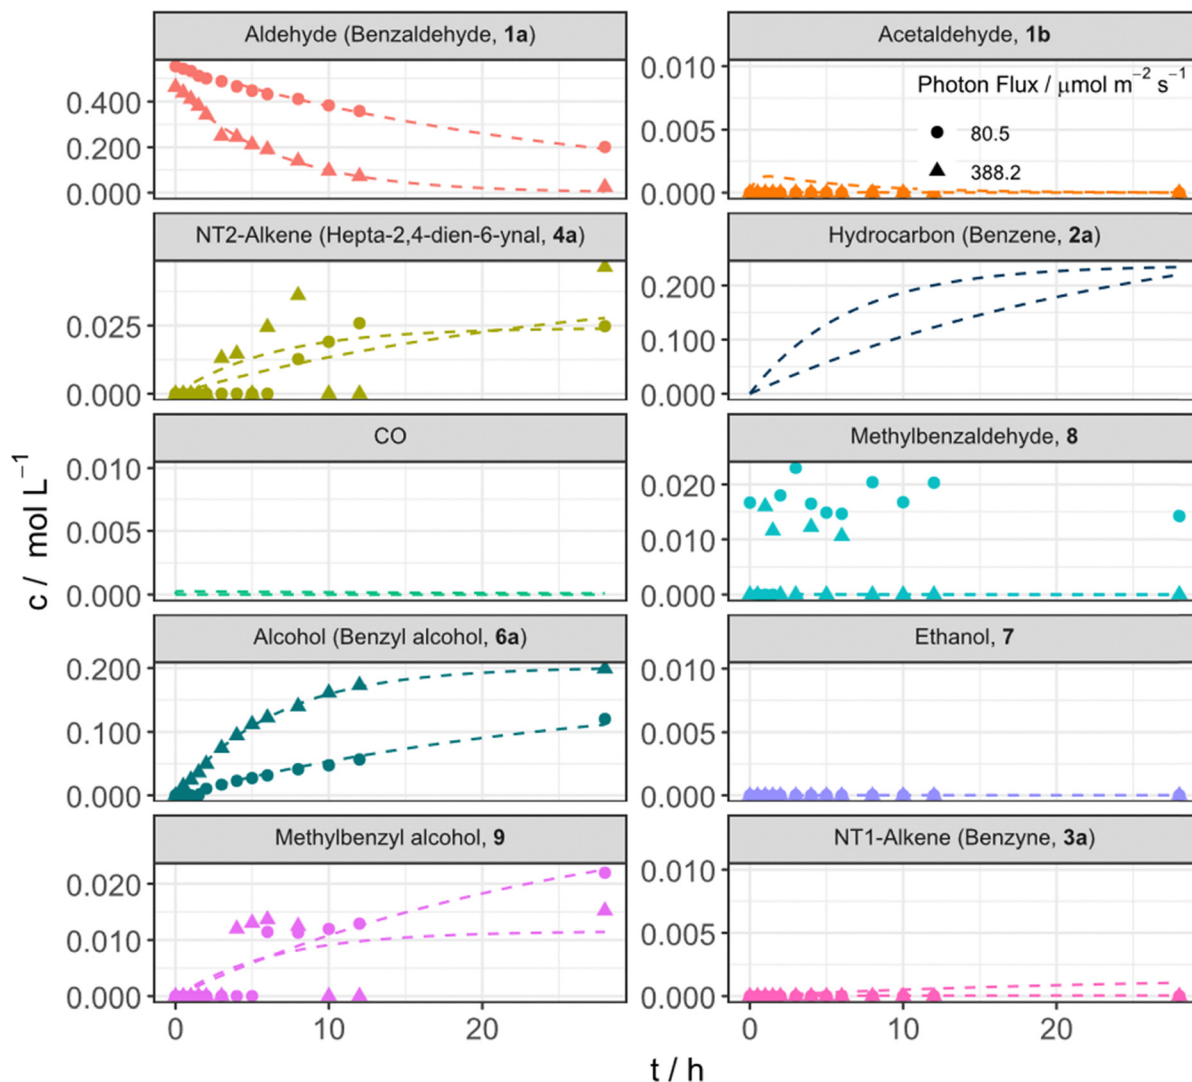 Aldehyde (Benzaldehyde, 1a)
0.400
0.200
0.000
Acetaldehyde, 1b
0.010
0.005
0.000
Photon Flux / μmol m⁻² s⁻¹
80.5
388.2
NT2-Alkene (Hepta-2,4-dien-6-ynal, 4a)
0.025
0.000
Hydrocarbon (Benzene, 2a)
0.200
0.100
0.000
CO
0.010
0.005
0.000
Methylbenzaldehyde, 8
0.020
0.010
0.000
Alcohol (Benzyl alcohol, 6a)
0.200
0.100
0.000
Ethanol, 7
0.010
0.005
0.000
Methylbenzyl alcohol, 9
0.020
0.010
0.000
NT1-Alkene (Benzyne, 3a)
0.010
0.005
0.000
0 10 20
0 10 20
c / mol L⁻¹
t / h